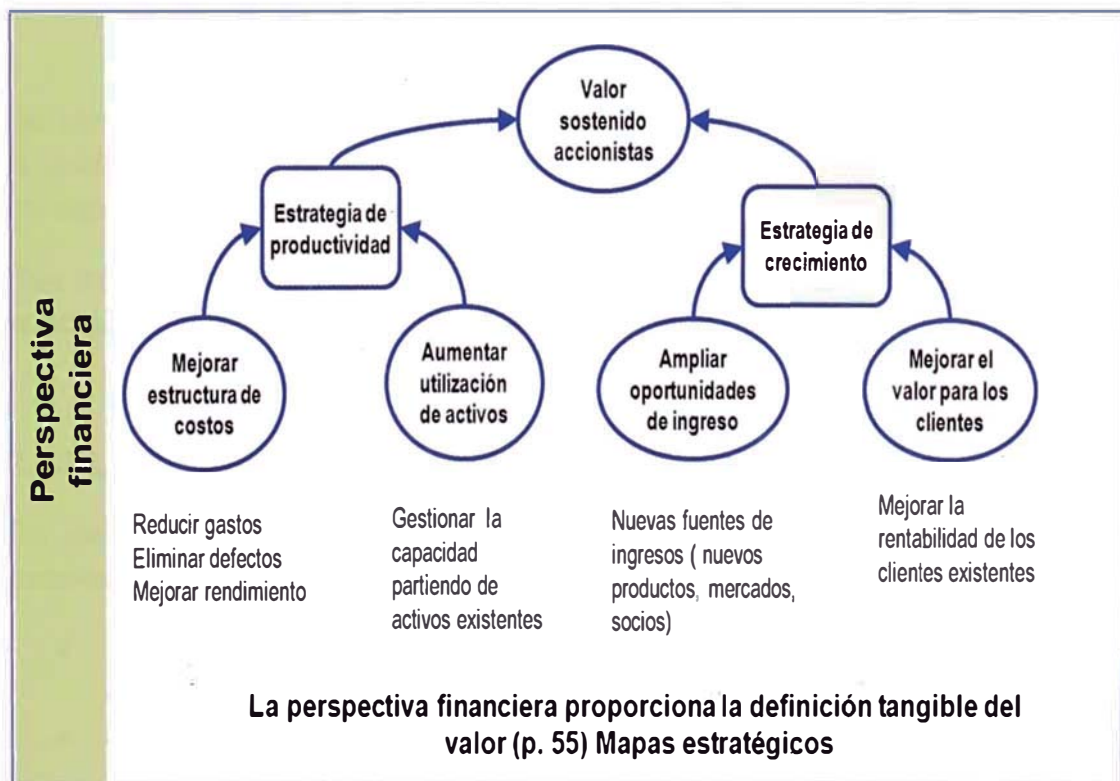 Perspectiva
financiera
Valor
sostenido
accionistas
Estrategia de
productividad
Estrategia de
crecimiento
Mejorar
estructura de
costos
Aumentar
utilización
de activos
Ampliar
oportunidades
de ingreso
Mejorar el
valor para los
clientes
Reducir gastos
Eliminar defectos
Mejorar rendimiento
Gestionar la
capacidad
partiendo de
activos existentes
Nuevas fuentes de
ingresos ( nuevos
productos, mercados,
socios)
Mejorar la
rentabilidad de los
clientes existentes
La perspectiva financiera proporciona la definición tangible del
valor (p. 55) Mapas estratégicos